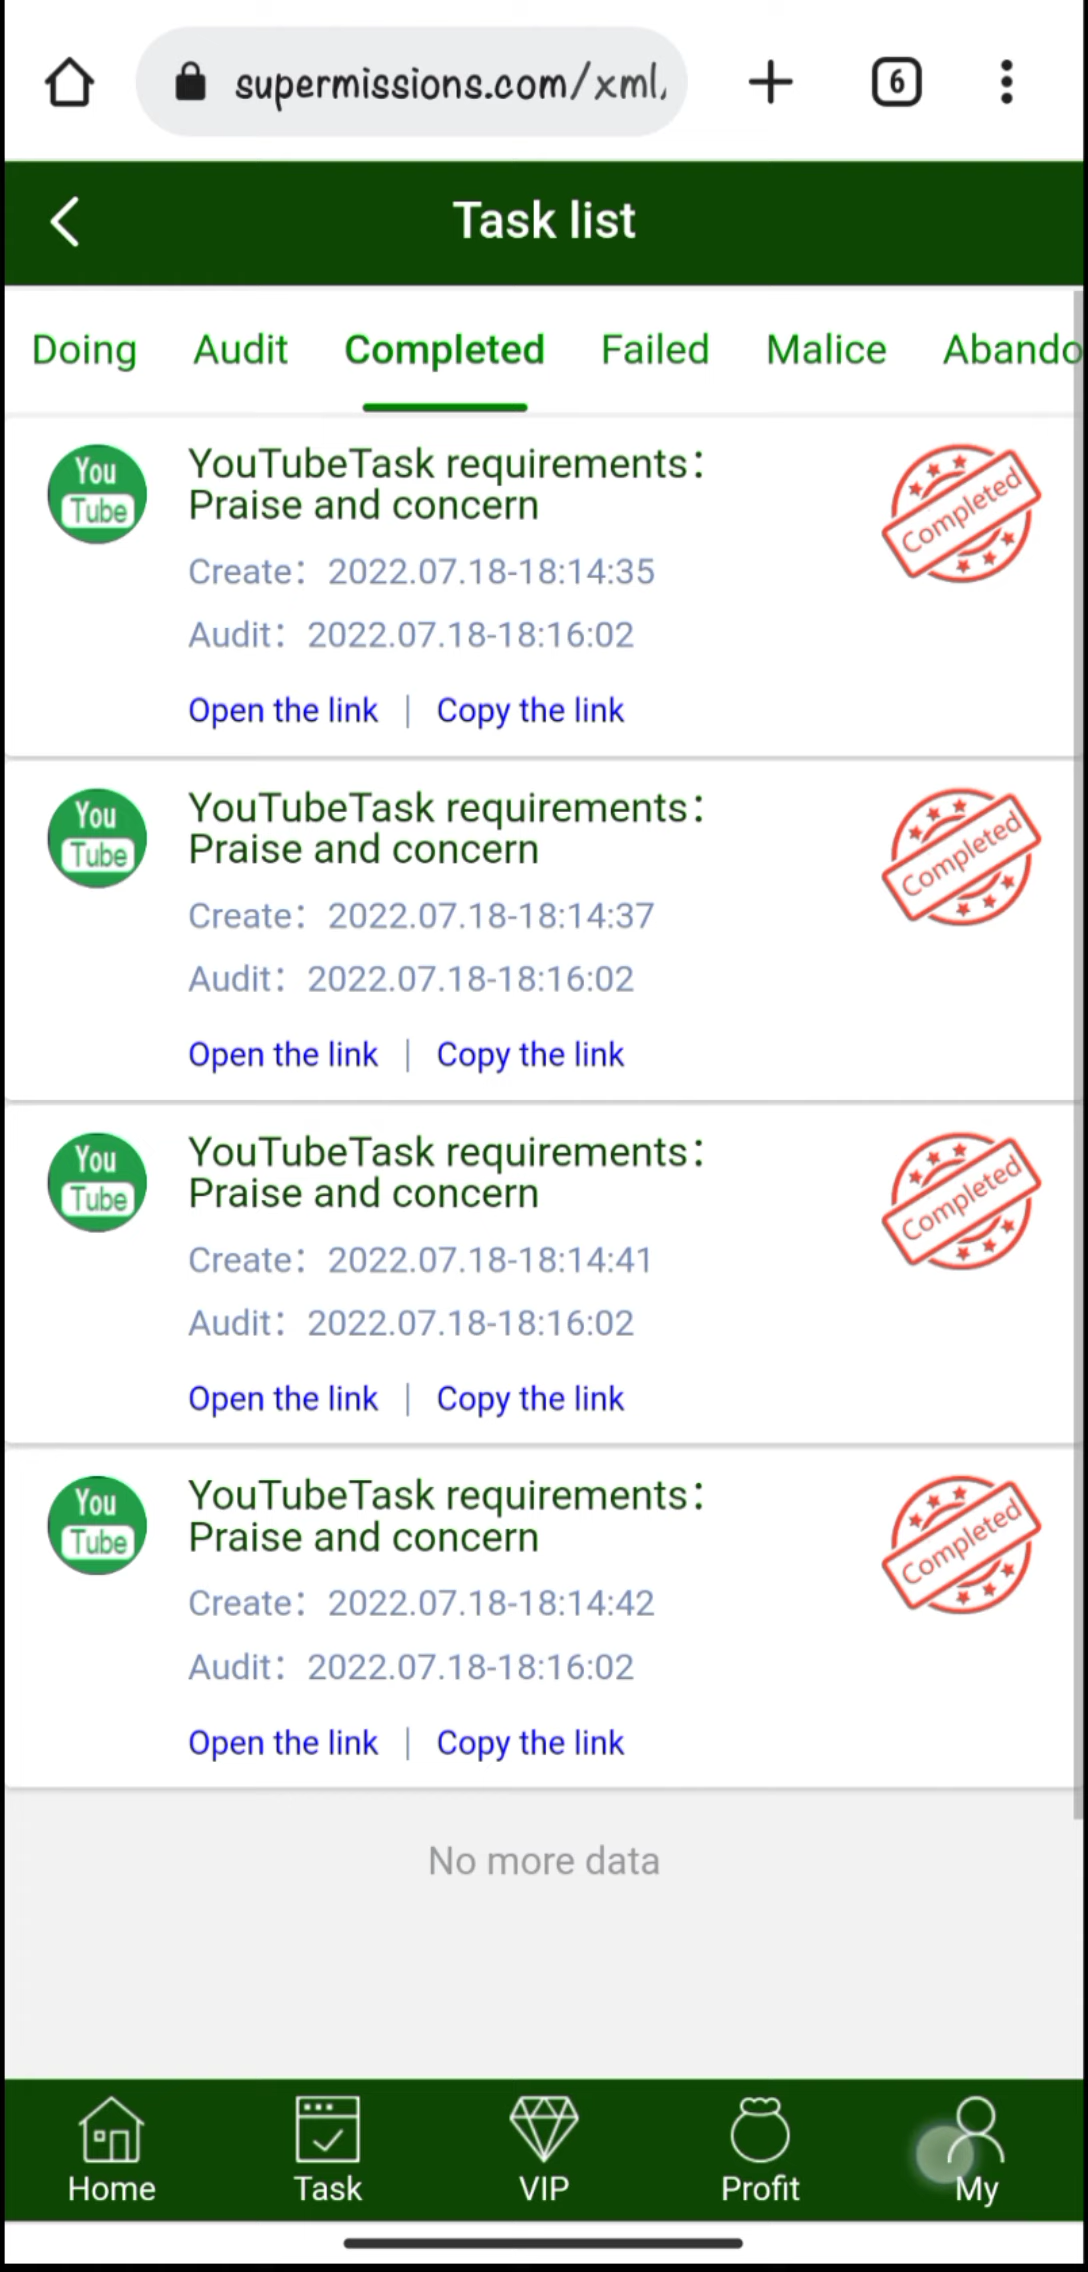 supermissions.com/xml,
6
Task list
Doing Audit Completed Failed Malice Abando
You
Tube
YouTubeTask requirements:
Praise and concern
Completed
Create: 2022.07.18-18:14:35
Audit: 2022.07.18-18:16:02
Open the link | Copy the link
You
Tube
YouTubeTask requirements:
Praise and concern
Completed
Create: 2022.07.18-18:14:37
Audit: 2022.07.18-18:16:02
Open the link | Copy the link
You
Tube
YouTubeTask requirements:
Praise and concern
Completed
Create: 2022.07.18-18:14:41
Audit: 2022.07.18-18:16:02
Open the link | Copy the link
You
Tube
YouTubeTask requirements:
Praise and concern
Completed
Create: 2022.07.18-18:14:42
Audit: 2022.07.18-18:16:02
Open the link | Copy the link
No more data
Home Task VIP Profit My